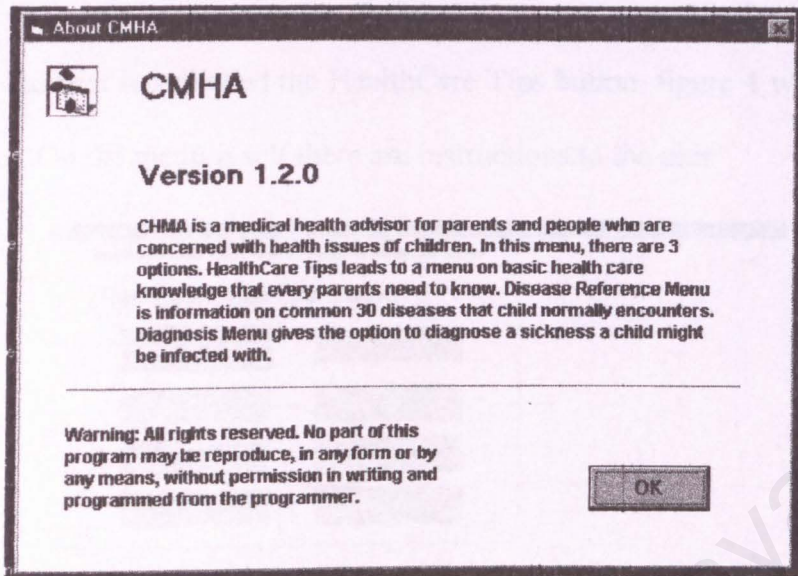 About CMHA
CMHA
Version 1.2.0
CHMA is a medical health advisor for parents and people who are
concerned with health issues of children. In this menu, there are 3
options. HealthCare Tips leads to a menu on basic health care
knowledge that every parents need to know. Disease Reference Menu
is information on common 30 diseases that child normally encounters.
Diagnosis Menu gives the option to diagnose a sickness a child might
be infected with.
Warning: All rights reserved. No part of this
program may be reproduce, in any form or by
any means, without permission in writing and
programmed from the programmer.
OK